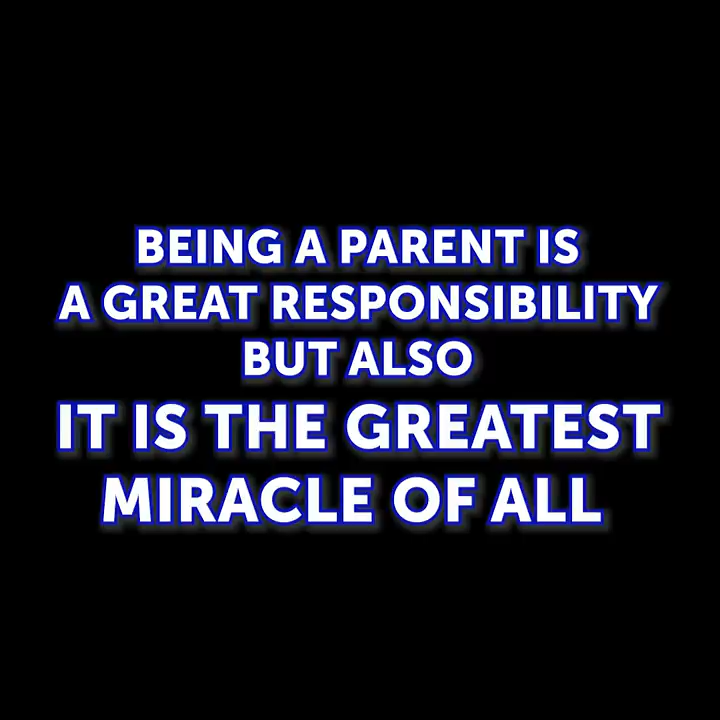 BEING A PARENT IS
A GREAT RESPONSIBILITY
BUT ALSO
IT IS THE GREATEST
MIRACLE OF ALL